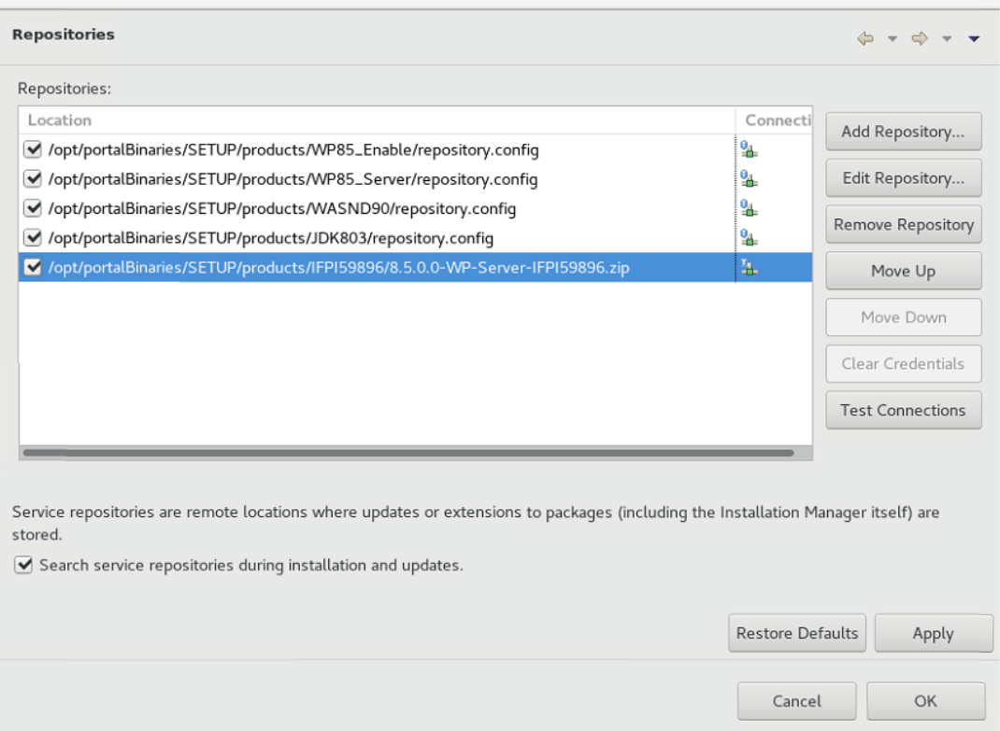 Repositories
Repositories:
Location Connecti
/opt/portalBinaries/SETUP/products/WP85_Enable/repository.config
/opt/portalBinaries/SETUP/products/WP85_Server/repository.config
/opt/portalBinaries/SETUP/products/WASND90/repository.config
/opt/portalBinaries/SETUP/products/JDK803/repository.config
/opt/portalBinaries/SETUP/products/IFPI59896/8.5.0.0-WP-Server-IFPI59896.zip
Add Repository...
Edit Repository...
Remove Repository
Move Up
Move Down
Clear Credentials
Test Connections
Service repositories are remote locations where updates or extensions to packages (including the Installation Manager itself) are
stored.
Search service repositories during installation and updates.
Restore Defaults Apply
Cancel OK